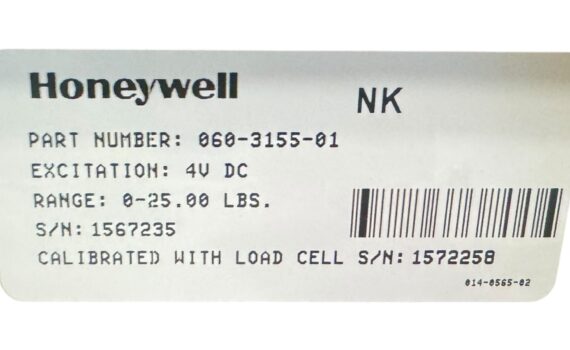 Honeywell
NK
PART NUMBER: 060-3155-01
EXCITATION: 4V DC
RANGE: 0-25.00 LBS.
S/N: 1567235
CALIBRATED WITH LOAD CELL S/N: 1572258
014-0565-02